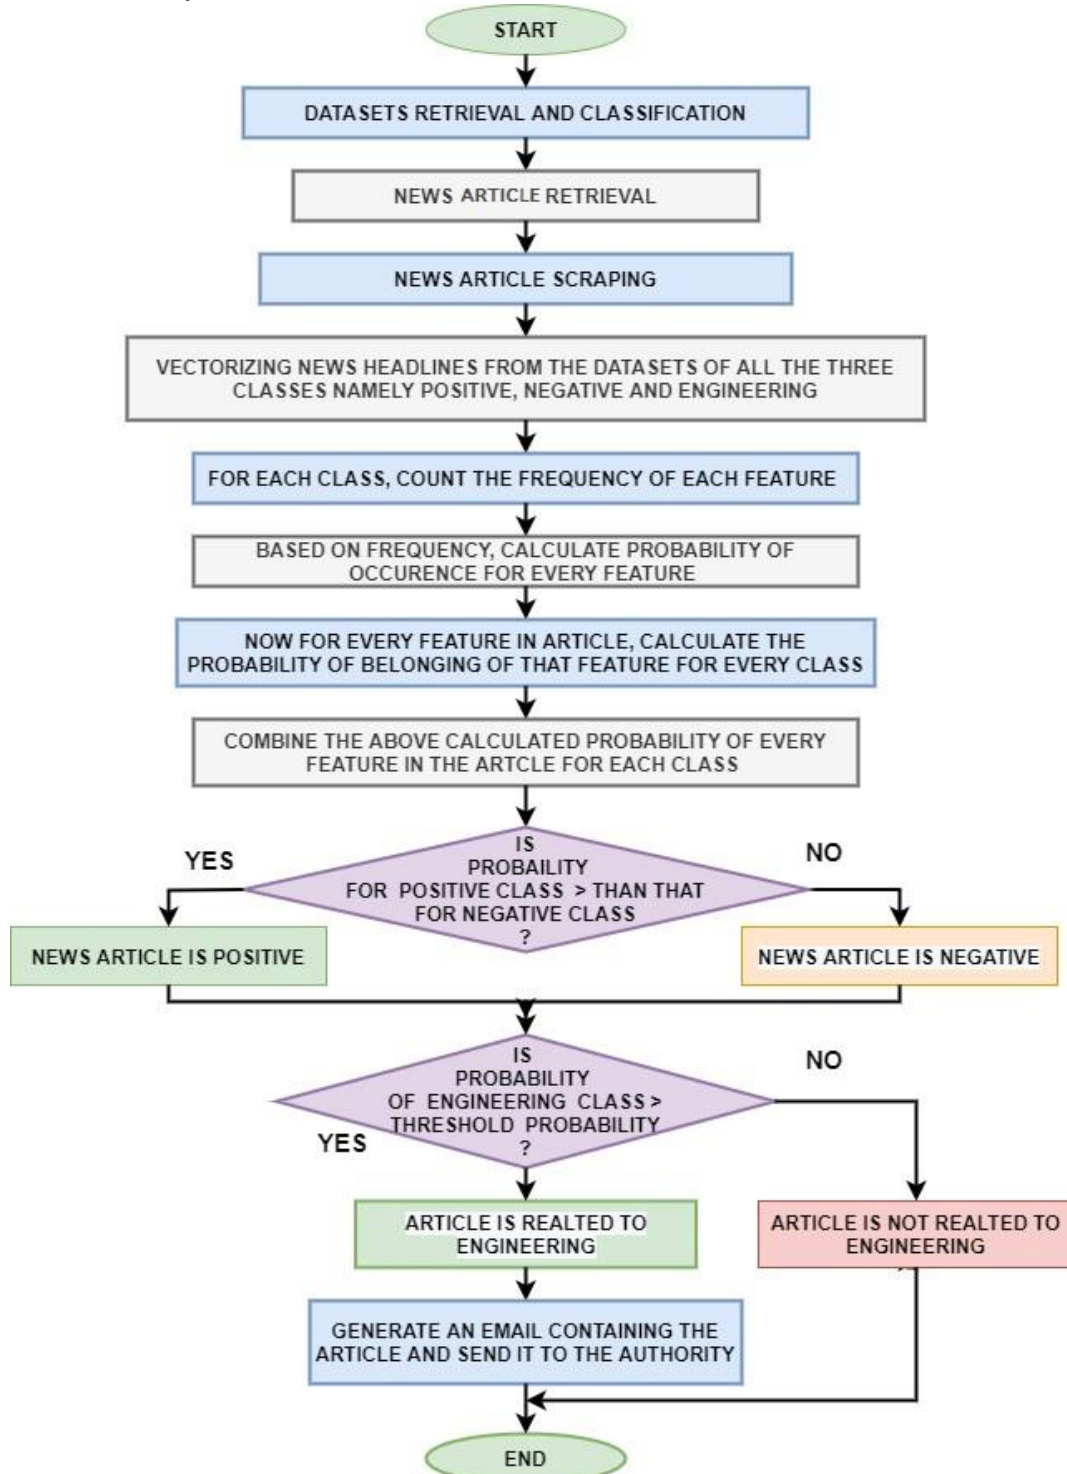 START
DATASETS RETRIEVAL AND CLASSIFICATION
NEWS ARTICLE RETRIEVAL
NEWS ARTICLE SCRAPING
VECTORIZING NEWS HEADLINES FROM THE DATASETS OF ALL THE THREE
CLASSES NAMELY POSITIVE, NEGATIVE AND ENGINEERING
FOR EACH CLASS, COUNT THE FREQUENCY OF EACH FEATURE
BASED ON FREQUENCY, CALCULATE PROBABILITY OF
OCCURENCE FOR EVERY FEATURE
NOW FOR EVERY FEATURE IN ARTICLE, CALCULATE THE
PROBABILITY OF BELONGING OF THAT FEATURE FOR EVERY CLASS
COMBINE THE ABOVE CALCULATED PROBABILITY OF EVERY
FEATURE IN THE ARTCLE FOR EACH CLASS
IS
PROBAILITY
FOR POSITIVE CLASS > THAN THAT
FOR NEGATIVE CLASS
?
YES
NO
NEWS ARTICLE IS POSITIVE
NEWS ARTICLE IS NEGATIVE
IS
PROBABILITY
OF ENGINEERING CLASS >
THRESHOLD PROBABILITY
?
YES
NO
ARTICLE IS REALTED TO
ENGINEERING
ARTICLE IS NOT REALTED TO
ENGINEERING
GENERATE AN EMAIL CONTAINING THE
ARTICLE AND SEND IT TO THE AUTHORITY
END